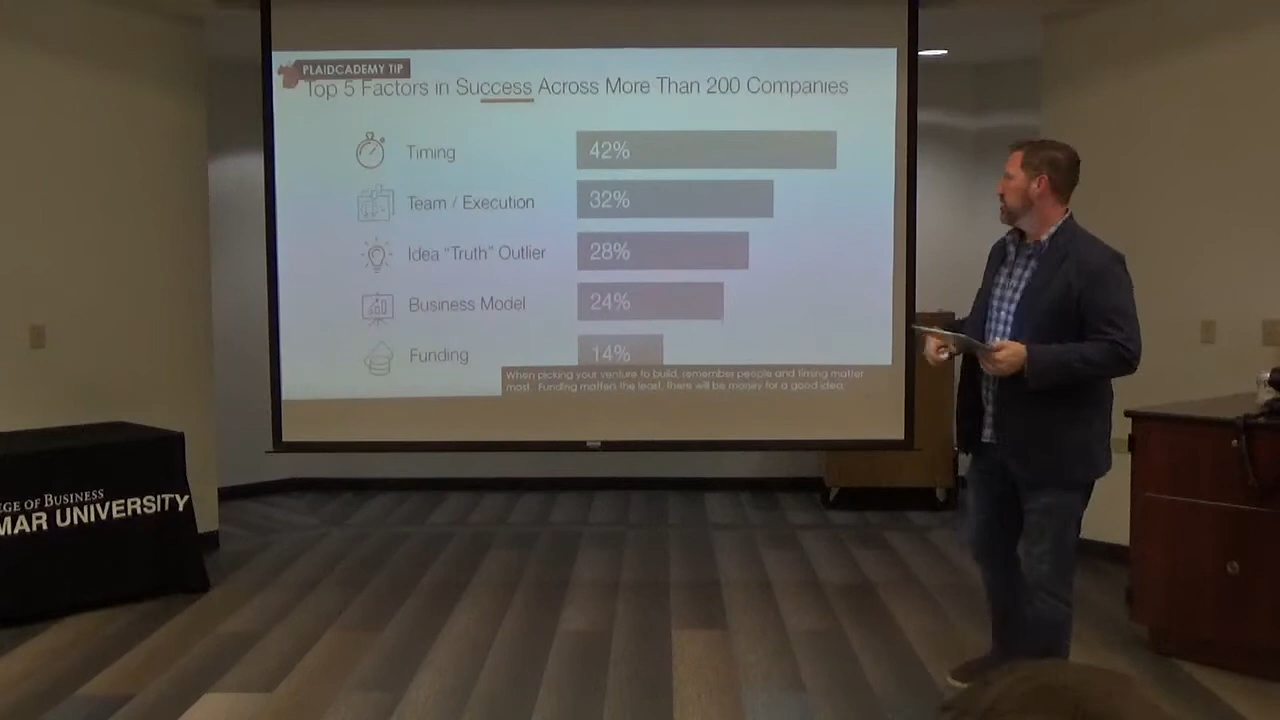 PLAIDCADEMY TIP
Top 5 Factors in Success Across More Than 200 Companies
Timing
42%
Team / Execution
32%
Idea "Truth" Outlier
28%
Business Model
24%
Funding
14%
When picking your venture to build, remember people and timing matter
most. Funding matters the least, there will be money for a good idea.
EGE OF BUSINESS
MAR UNIVERSITY